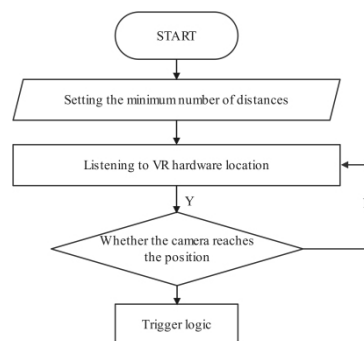 START
Setting the minimum number of distances
Listening to VR hardware location
Y
Whether the camera reaches
the position
Trigger logic